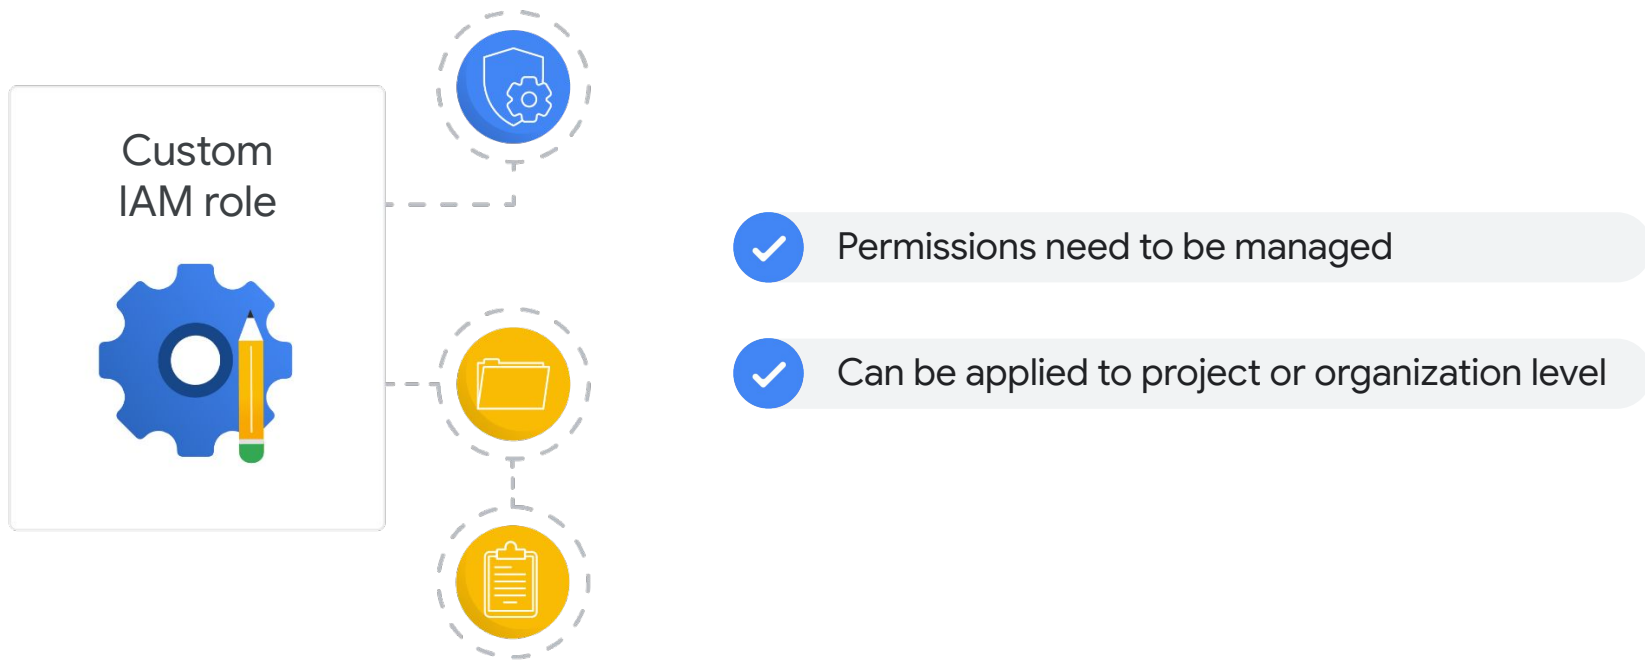 Custom
IAM role
Permissions need to be managed
Can be applied to project or organization level